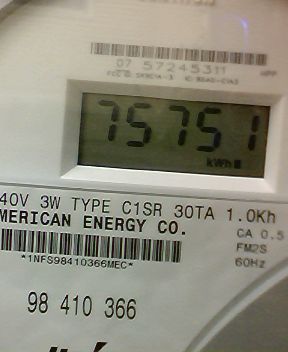 07 57245311
75751
kWh
40V 3W TYPE C1SR 30TA 1.0Kh
MERICAN ENERGY CO.
CA 0.5
FM2S
*1NFS98410366MEC*
60Hz
98 410 366